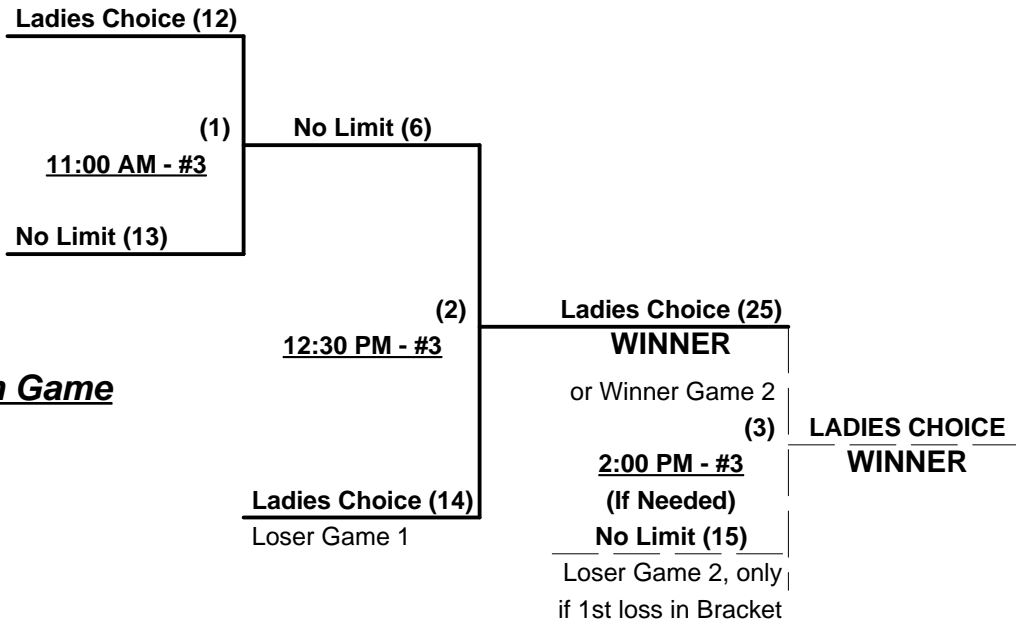 Ladies Choice (12)
(1)
No Limit (6)
11:00 AM - #3
No Limit (13)
(2)
Ladies Choice (25)
12:30 PM - #3
WINNER
Game
or Winner Game 2
(3)
LADIES CHOICE
2:00 PM - #3
WINNER
Ladies Choice (14)
(If Needed)
Loser Game 1
No Limit (15)
Loser Game 2, only
if 1st loss in Bracket